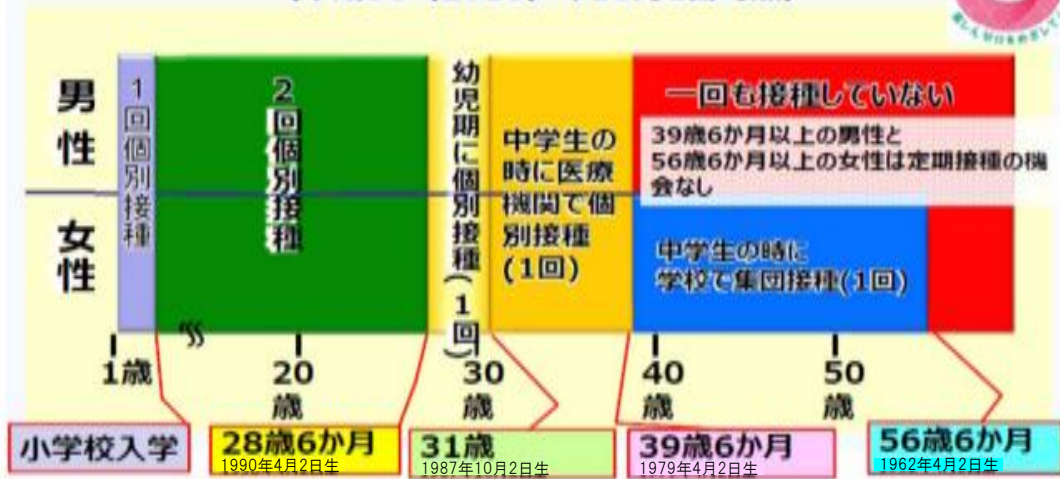 男性
女性
1回個別接種
2回個別接種
幼児期に個別接種(1回)
中学生の
時に医療
機関で個
別接種
(1回)
一回も接種していない
39歳6か月以上の男性と
56歳6か月以上の女性は定期接種の機
会なし
中学生の時に
学校で集団接種(1回)
1歳
20歳
30歳
40歳
50歳
小学校入学
28歳6か月
1990年4月2日生
31歳
1987年10月2日生
39歳6か月
1979年4月2日生
56歳6か月
1962年4月2日生